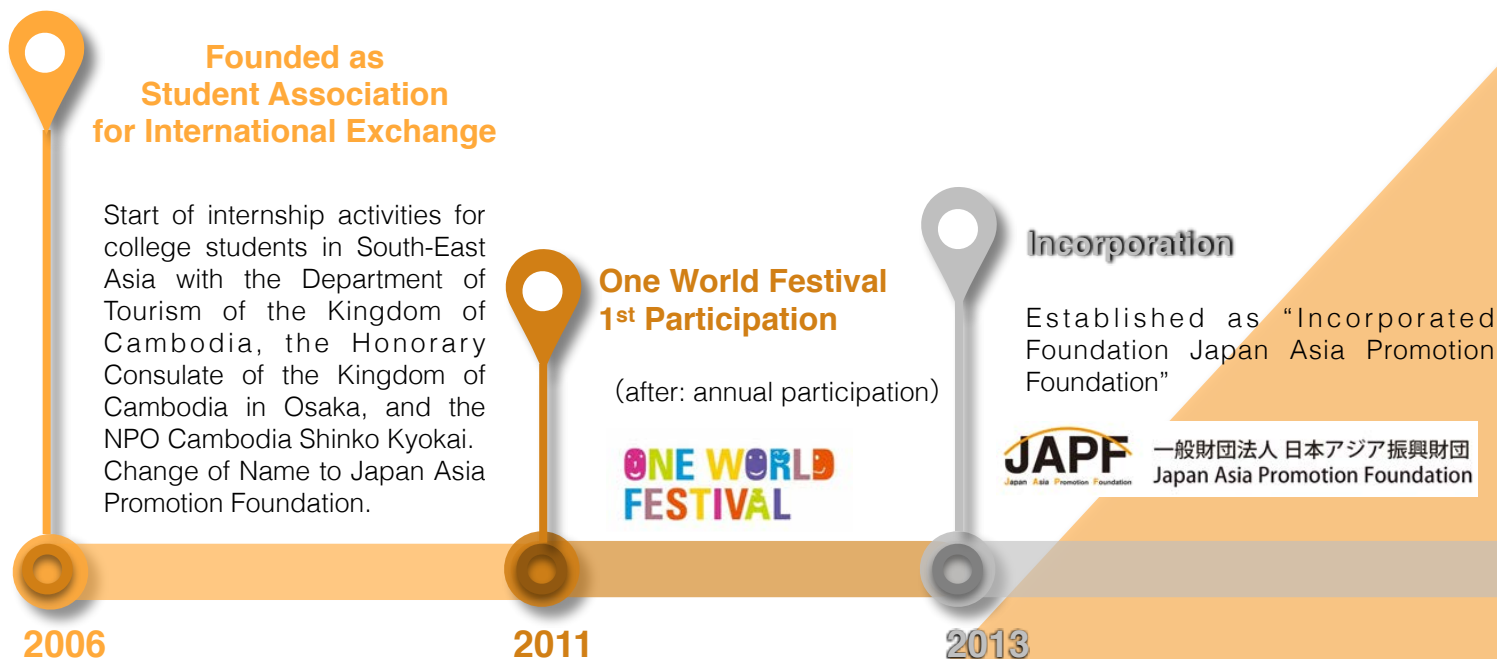 Founded as
Student Association
for International Exchange
Start of internship activities for
college students in South-East
Asia with the Department of
Tourism of the Kingdom of
Cambodia, the Honorary
Consulate of the Kingdom of
Cambodia in Osaka, and the
NPO Cambodia Shinko Kyokai.
Change of Name to Japan Asia
Promotion Foundation.
2006
One World Festival
1st Participation
(after: annual participation)
ONE WORLD
FESTIVAL
2011
Incorporation
Established as “Incorporated
Foundation Japan Asia Promotion
Foundation”
JAPF
Japan Asia Promotion Foundation
一般財団法人 日本アジア振興財団
Japan Asia Promotion Foundation
2013